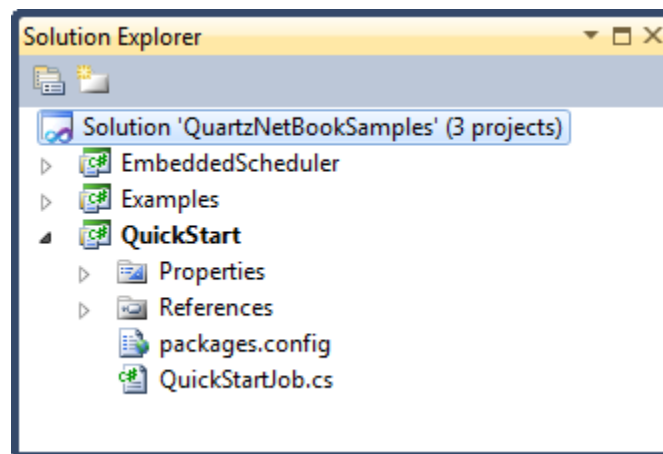 Solution Explorer
Solution 'QuartzNetBookSamples' (3 projects)
EmbeddedScheduler
Examples
QuickStart
Properties
References
packages.config
QuickStartJob.cs